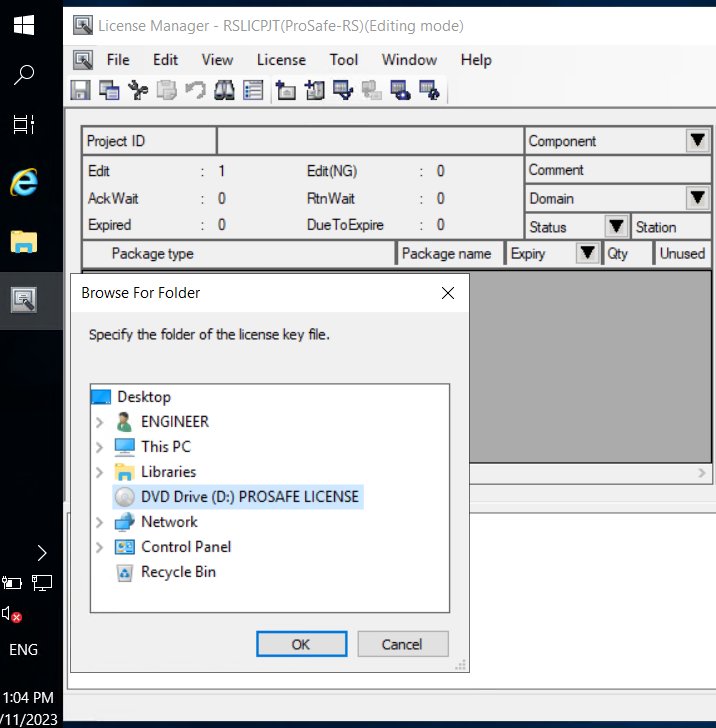 License Manager - RSLICPJT(ProSafe-RS)(Editing mode)
File Edit View License Tool Window Help
Project ID Component
Edit : 1 Edit(NG) : 0 Comment
AckWait : 0 RtnWait : 0 Domain
Expired : 0 DueToExpire : 0 Status Station
Package type Package name Expiry Qty Unused
Browse For Folder
Specify the folder of the license key file.
Desktop
ENGINEER
This PC
Libraries
DVD Drive (D:) PROSAFE LICENSE
Network
Control Panel
Recycle Bin
OK Cancel
ENG
1:04 PM
/11/2023